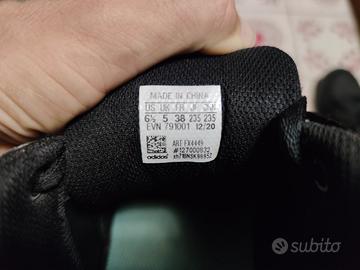 MADE IN CHINA
US UK FR JP CHN
6½ 5 38 235 235
EVN 791001 12/20
ART FX4449
#127000832
adidas
subito